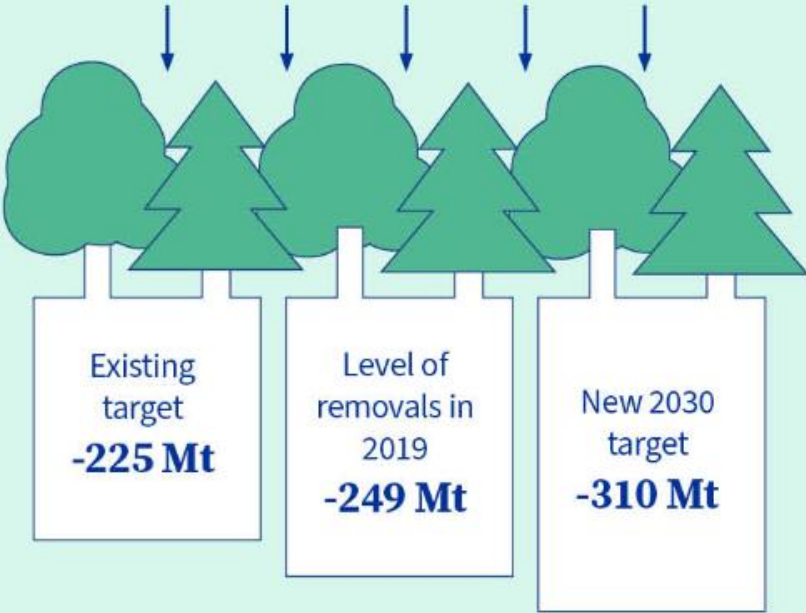 Existing
target
-225 Mt
Level of
removals in
2019
-249 Mt
New 2030
target
-310 Mt